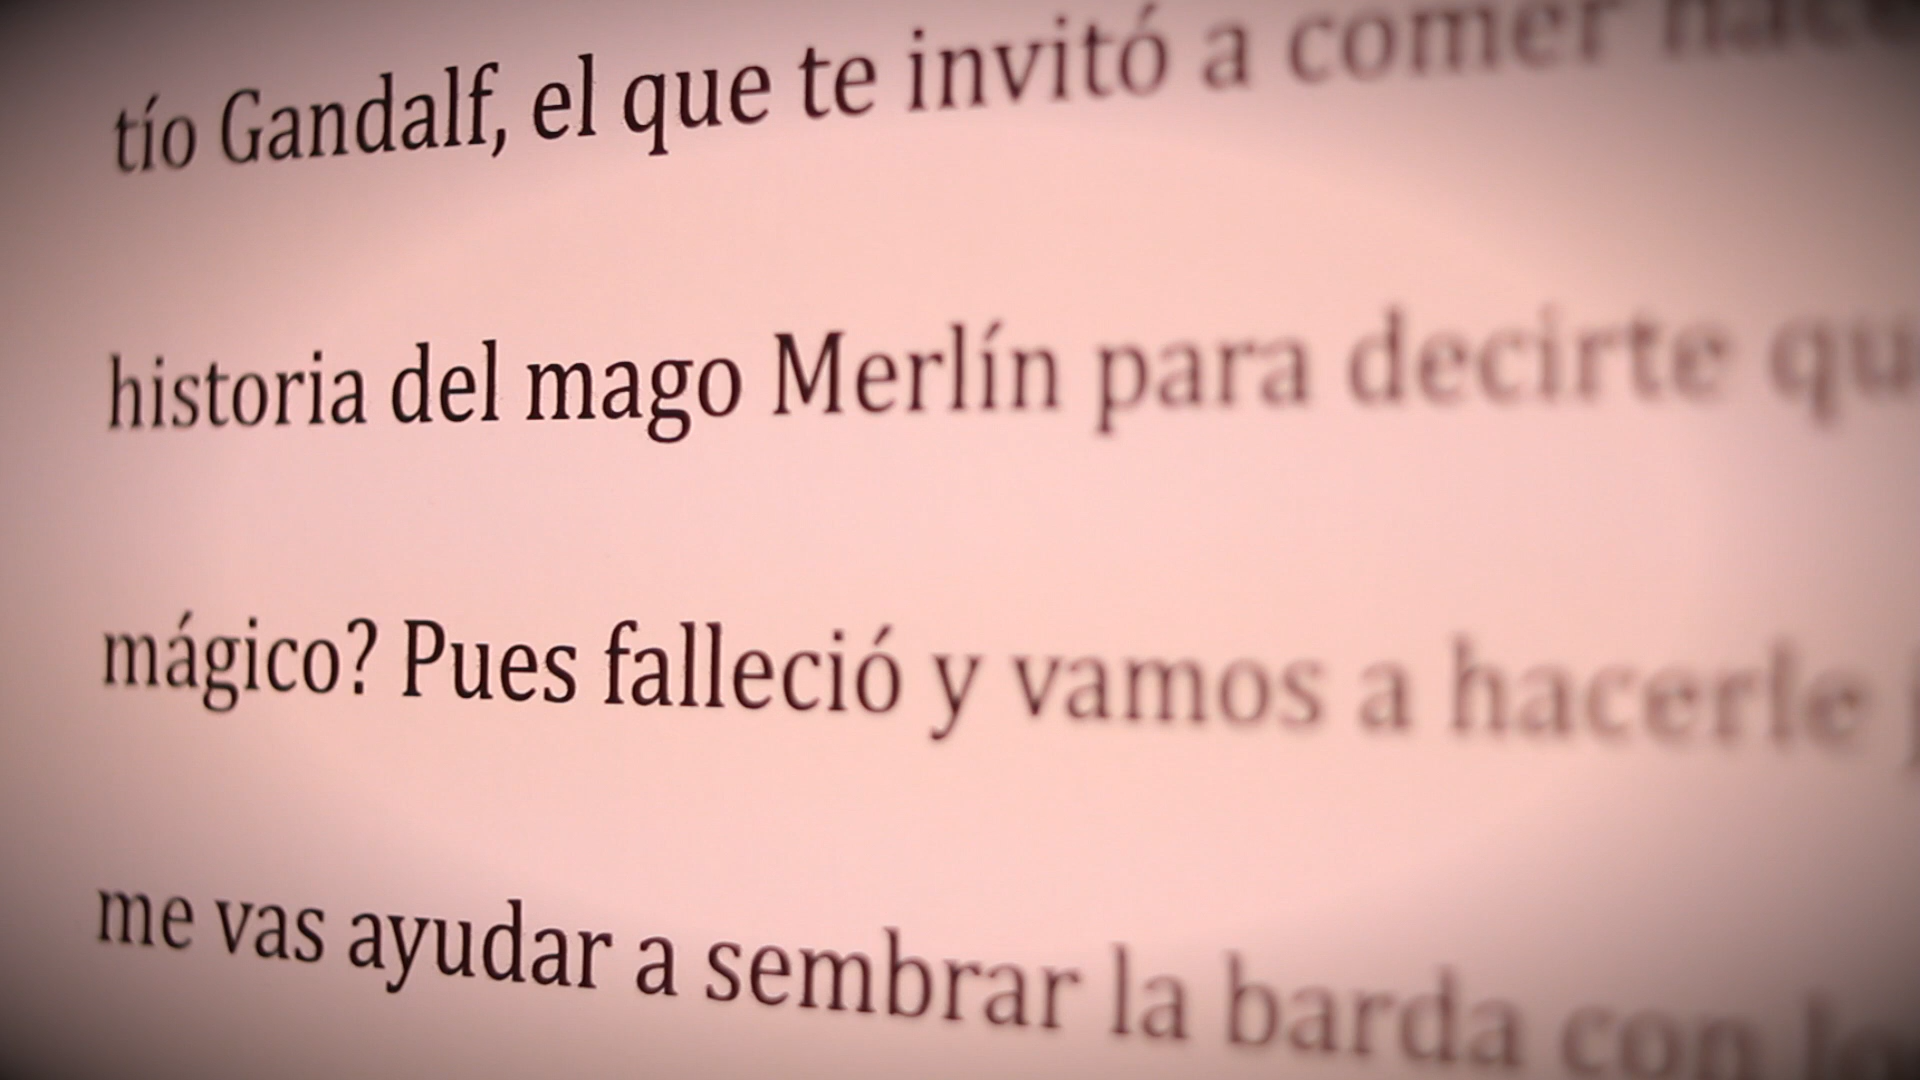 tío Gandalf, el que te invitó a comer
historia del mago Merlín para decirte
mágico? Pues falleció y vamos a hacerle
me vas ayudar a sembrar la barda con